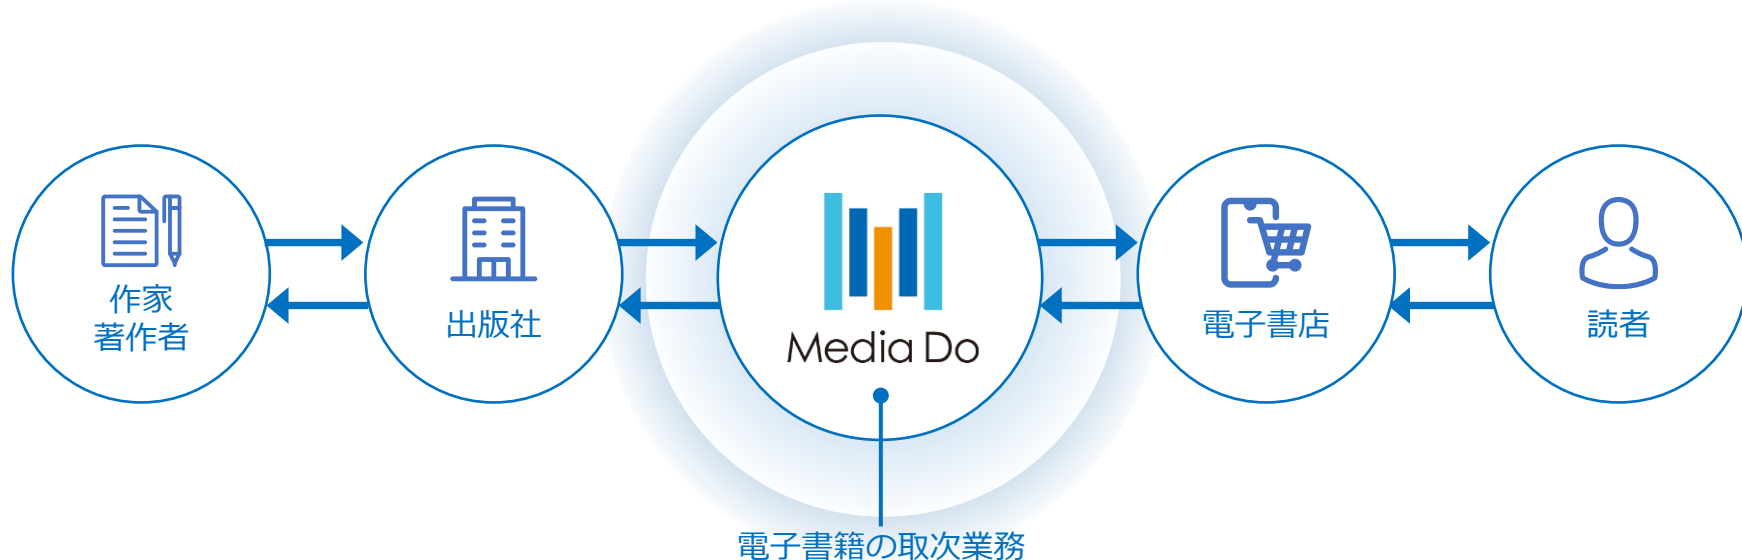 作家
著作者
出版社
Media Do
電子書店
読者
電子書籍の取次業務